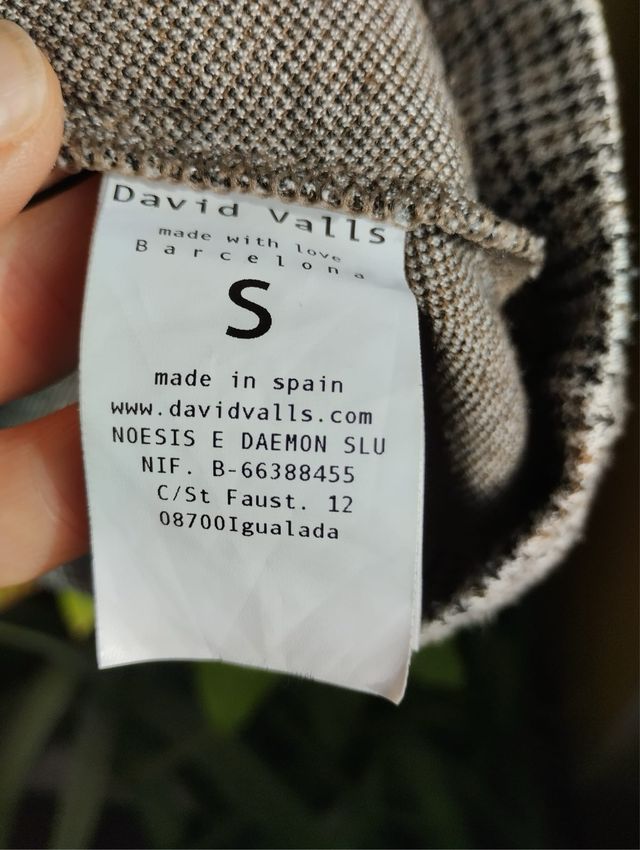 David Valls
made with love
Barcelona
S
made in spain
www.davidvalls.com
NOESIS E DAEMON SLU
NIF. B-66388455
C/St Faust. 12
08700Igualada